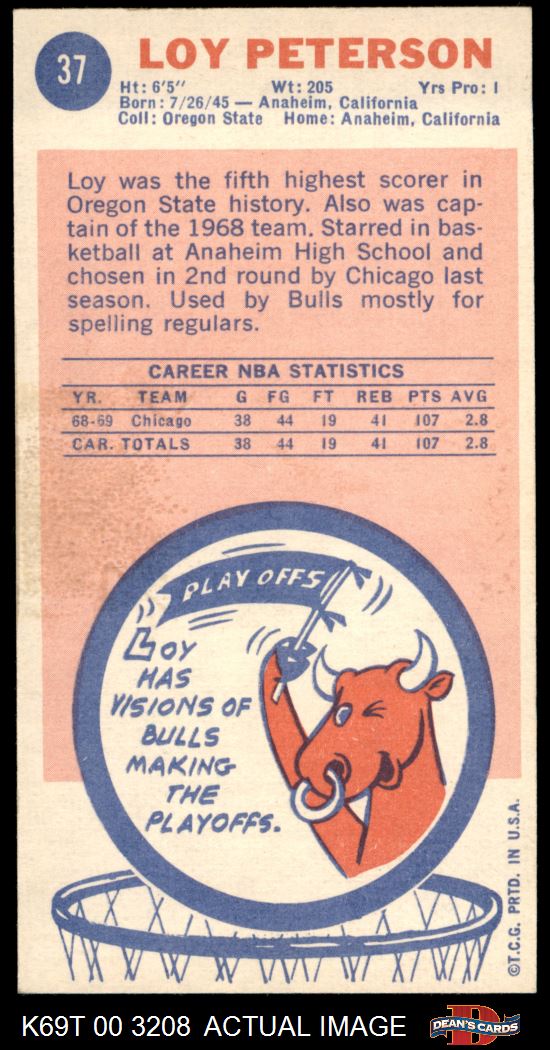 37
LOY PETERSON
Ht: 6'5" Wt: 205 Yrs Pro: 1
Born: 7/26/45 — Anaheim, California
Coll: Oregon State Home: Anaheim, California
Loy was the fifth highest scorer in
Oregon State history. Also was cap-
tain of the 1968 team. Starred in bas-
ketball at Anaheim High School and
chosen in 2nd round by Chicago last
season. Used by Bulls mostly for
spelling regulars.
CAREER NBA STATISTICS
YR. TEAM G FG FT REB PTS AVG
68-69 Chicago 38 44 19 41 107 2.8
CAR. TOTALS 38 44 19 41 107 2.8
PLAY OFFS
LOY
HAS
VISIONS OF
BULLS
MAKING
THE
PLAYOFFS.
©T.C.G. PRTD. IN U.S.A.
K69T 00 3208 ACTUAL IMAGE
D
DEAN'S CARDS